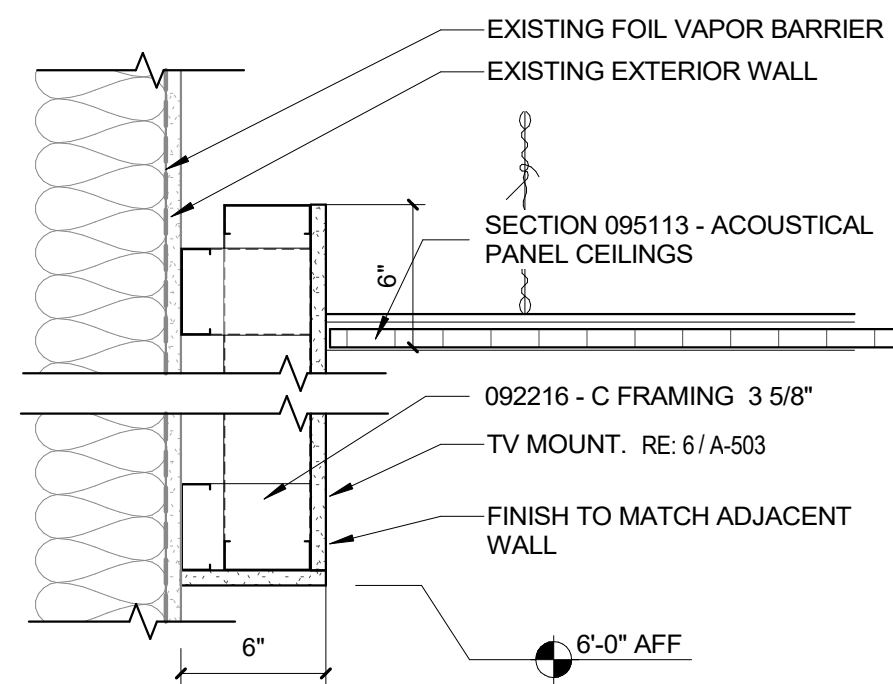 EXISTING FOIL VAPOR BARRIER
EXISTING EXTERIOR WALL
SECTION 095113 - ACOUSTICAL
PANEL CEILINGS
6"
092216 - C FRAMING 3 5/8"
TV MOUNT. RE: 6 / A-503
FINISH TO MATCH ADJACENT
WALL
6"
6'-0" AFF